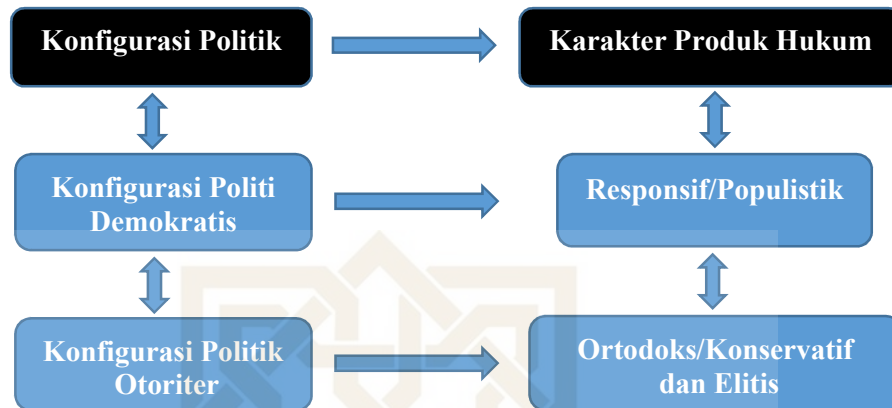 Konfigurasi Politik
Karakter Produk Hukum
Konfigurasi Politi
Demokratis
Responsif/Populistik
Konfigurasi Politik
Otoriter
Ortodoks/Konservatif
dan Elitis